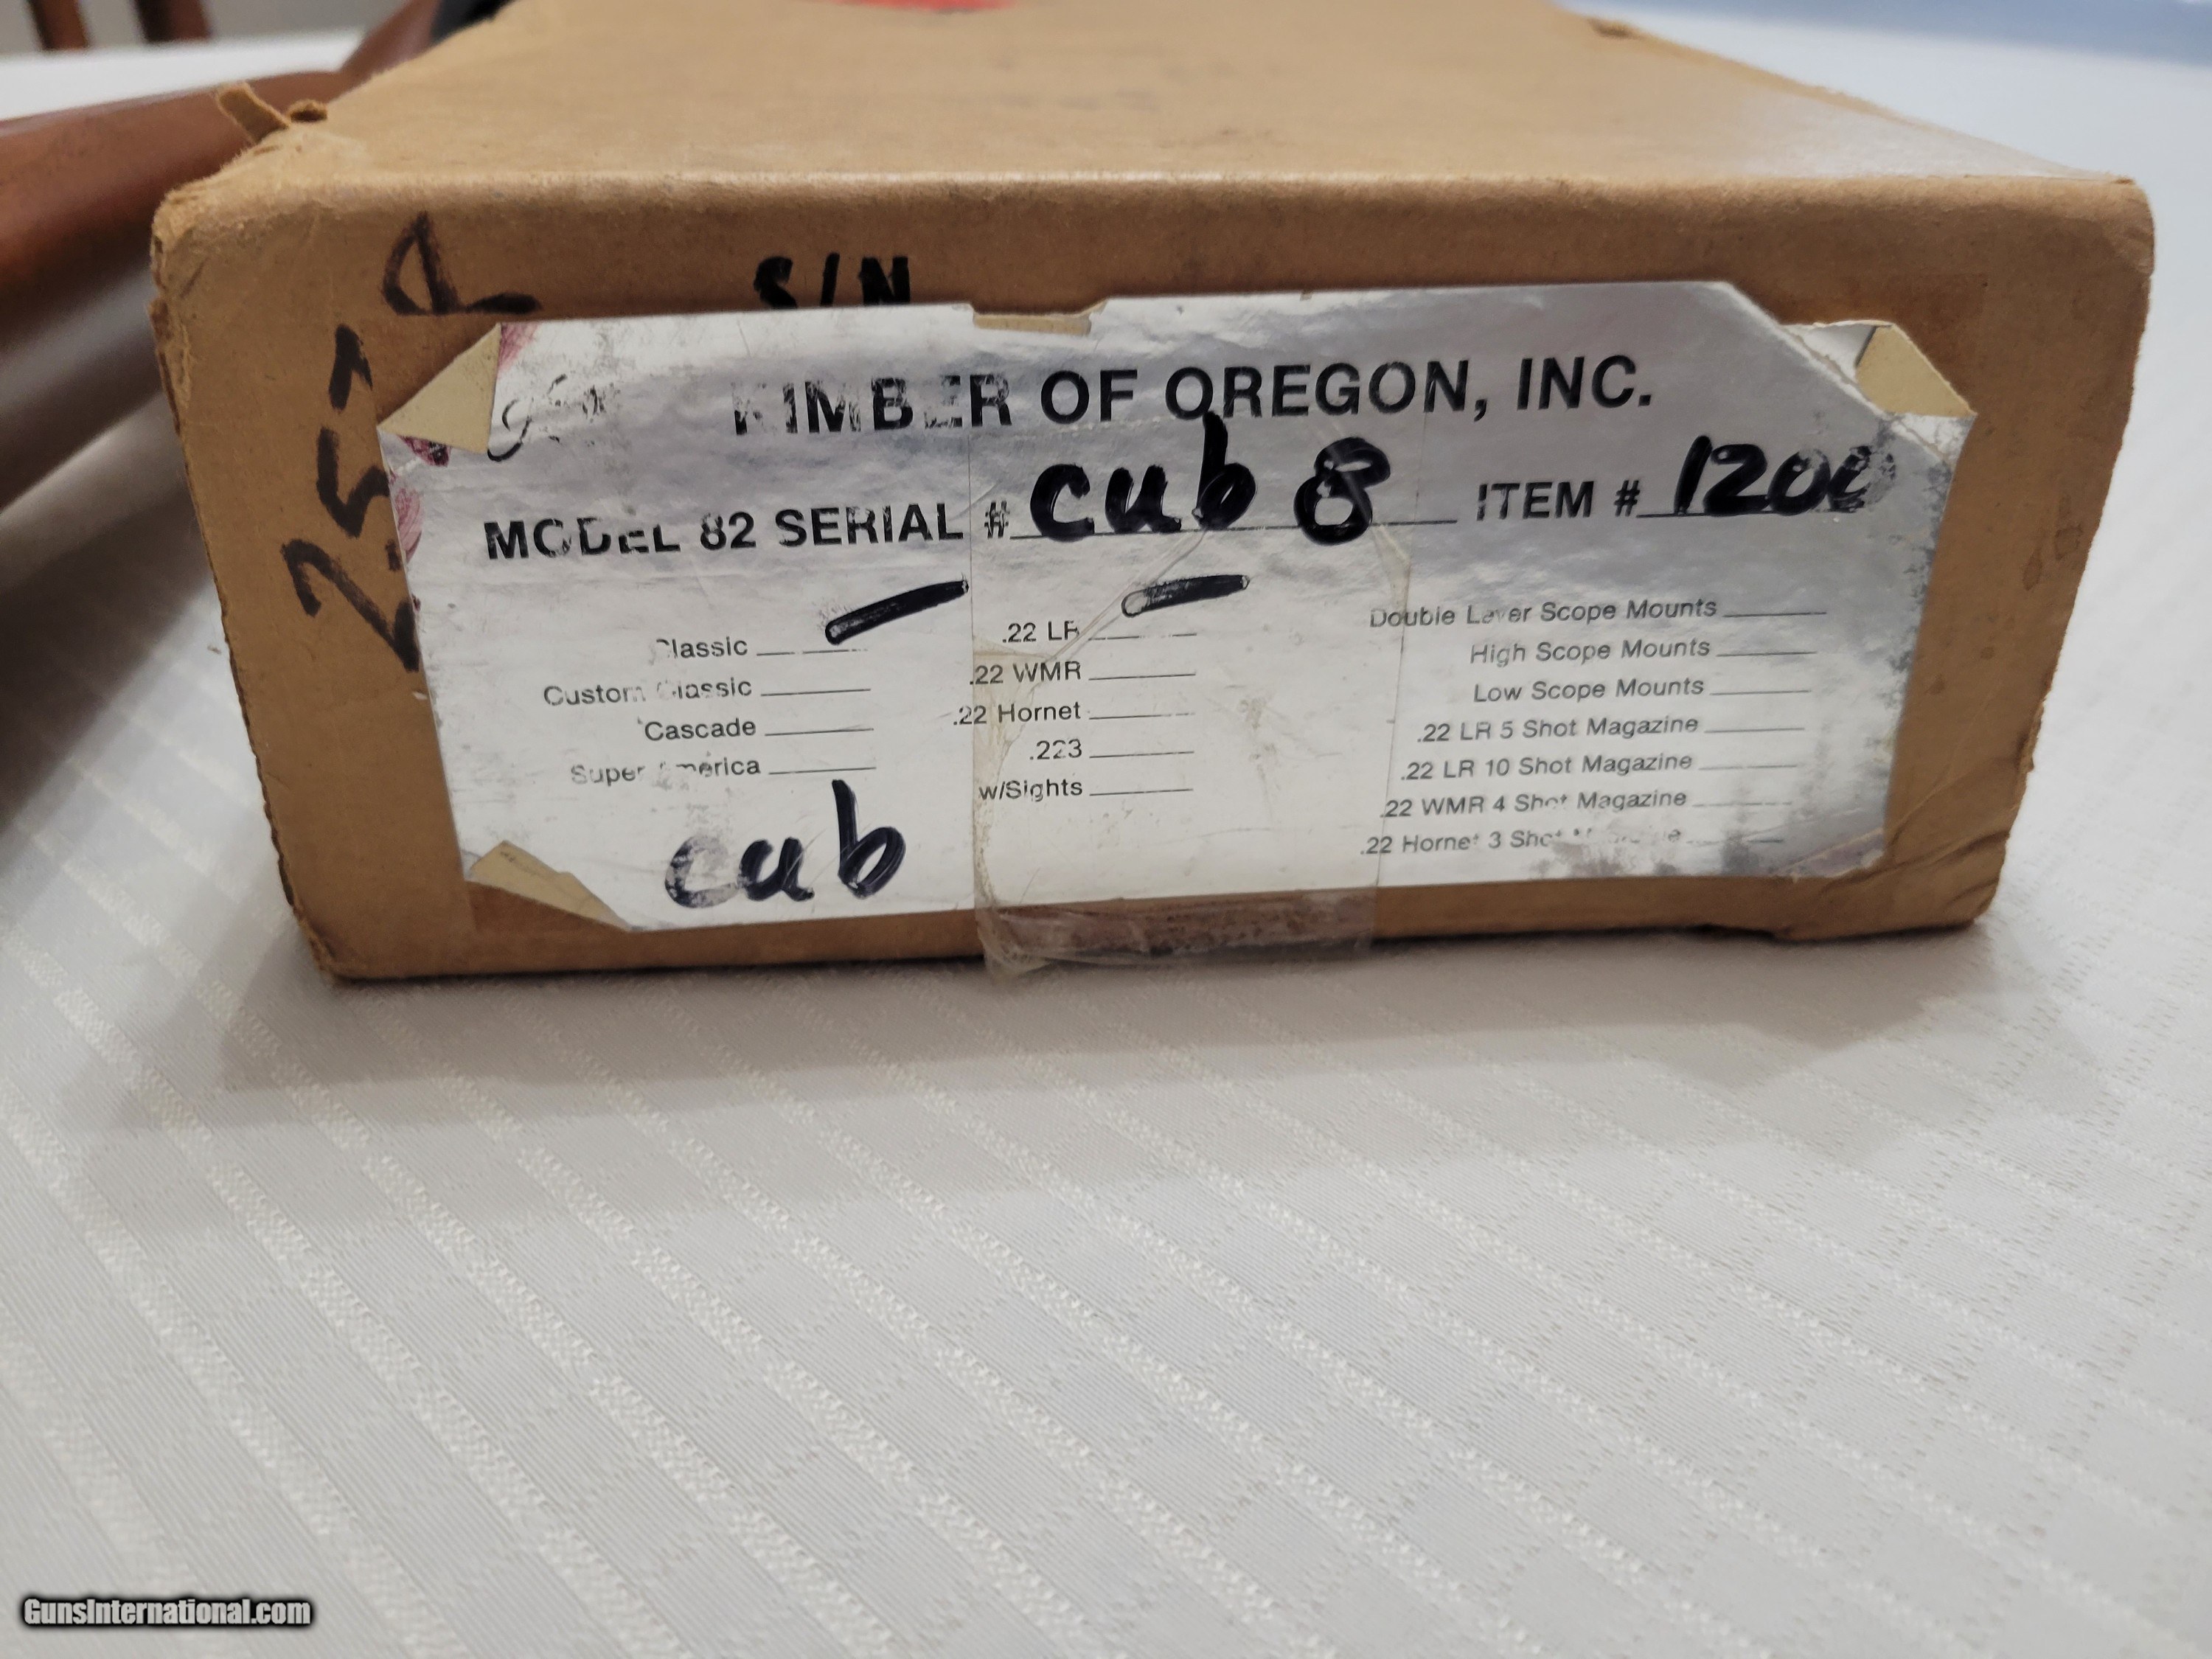 S/N
KIMBER OF OREGON, INC.
MODEL 82 SERIAL # cub 8 ITEM # 1200
Classic
Custom Classic
Cascade
Super America
cub
.22 LR
.22 WMR
.22 Hornet
.223
w/Sights
Double Lever Scope Mounts
High Scope Mounts
Low Scope Mounts
.22 LR 5 Shot Magazine
.22 LR 10 Shot Magazine
.22 WMR 4 Shot Magazine
.22 Hornet 3 Shot
GunsInternational.com